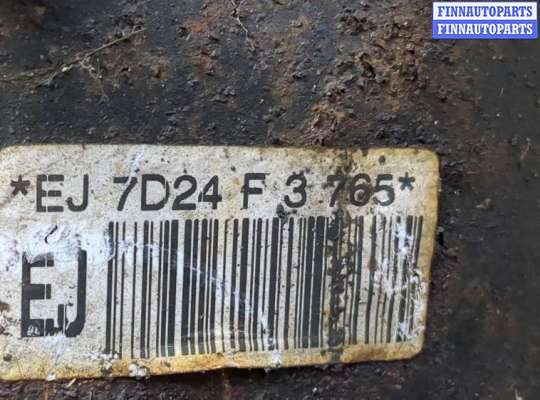 FINNAUTOPARTS
FINNAUTOPARTS
*EJ 7D24 F 3 765*
EJ